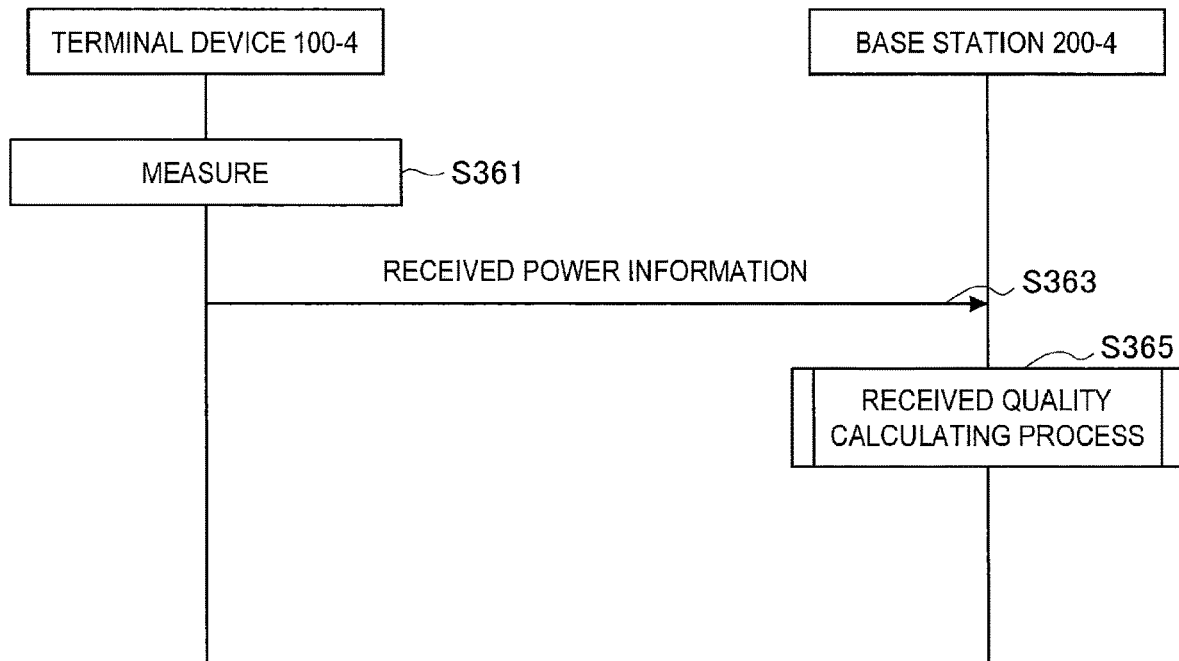 TERMINAL DEVICE 100-4
BASE STATION 200-4
MEASURE
S361
RECEIVED POWER INFORMATION
S363
S365
RECEIVED QUALITY
CALCULATING PROCESS